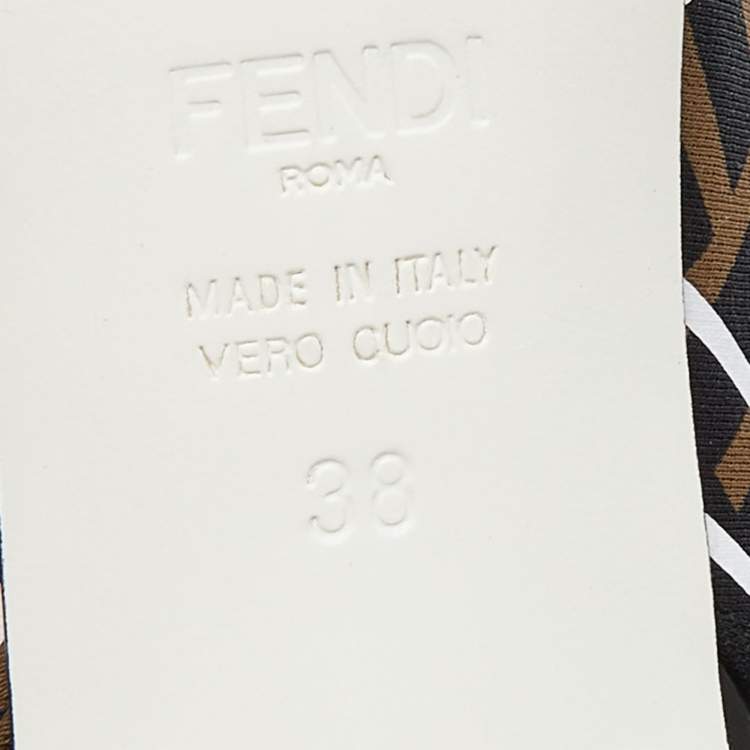 FENDI
ROMA
MADE IN ITALY
VERO CUOIO
38